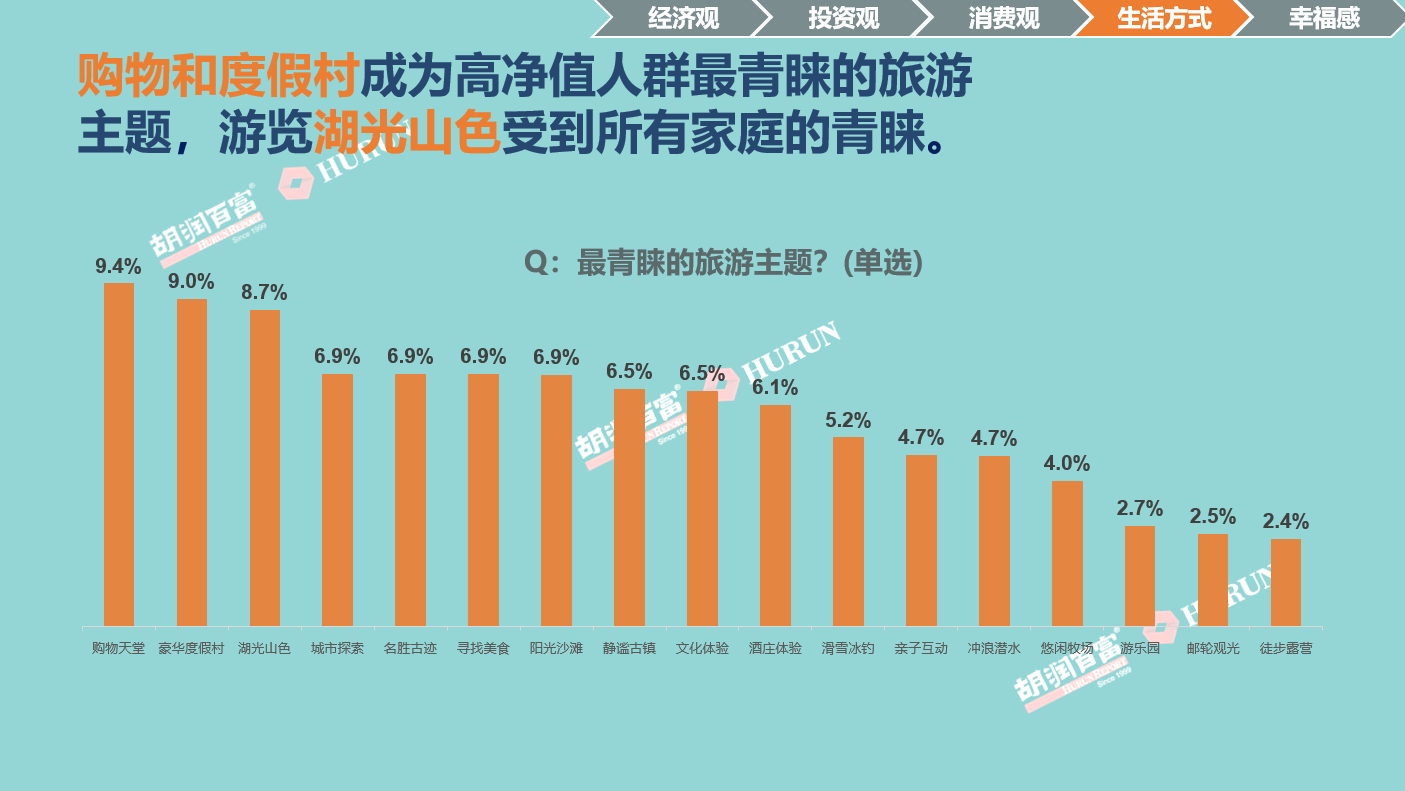 经济观
投资观
消费观
生活方式
幸福感
购物和度假村成为高净值人群最青睐的旅游
主题，游览湖光山色受到所有家庭的青睐。
HURUN
胡润百富®
HURUN REPORT
Since 1999
Q：最青睐的旅游主题？(单选)
9.4%
9.0%
8.7%
6.9%
6.9%
6.9%
6.9%
6.5%
6.5%
6.1%
5.2%
4.7%
4.7%
4.0%
2.7%
2.5%
2.4%
HURUN
胡润百富®
HURUN REPORT
Since 1999
购物天堂
豪华度假村
湖光山色
城市探索
名胜古迹
寻找美食
阳光沙滩
静谧古镇
文化体验
酒庄体验
滑雪冰钓
亲子互动
冲浪潜水
悠闲牧场
游乐园
邮轮观光
徒步露营
HURUN
胡润百富®
HURUN REPORT
Since 1999